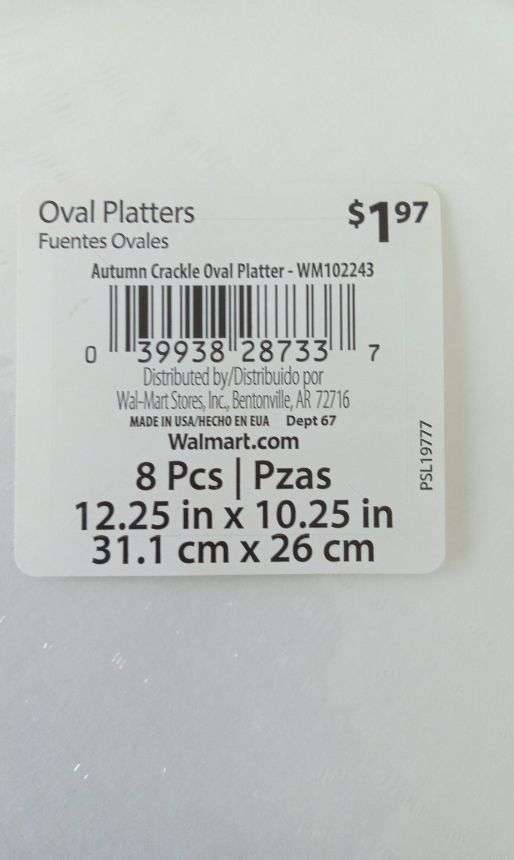 Oval Platters
$1.97
Fuentes Ovales
Autumn Crackle Oval Platter - WM102243
0 39938 28733 7
Distributed by/Distribuido por
Wal-Mart Stores, Inc., Bentonville, AR 72716
MADE IN USA/HECHO EN EUA Dept 67
Walmart.com
8 Pcs | Pzas
12.25 in x 10.25 in
31.1 cm x 26 cm
PSL19777